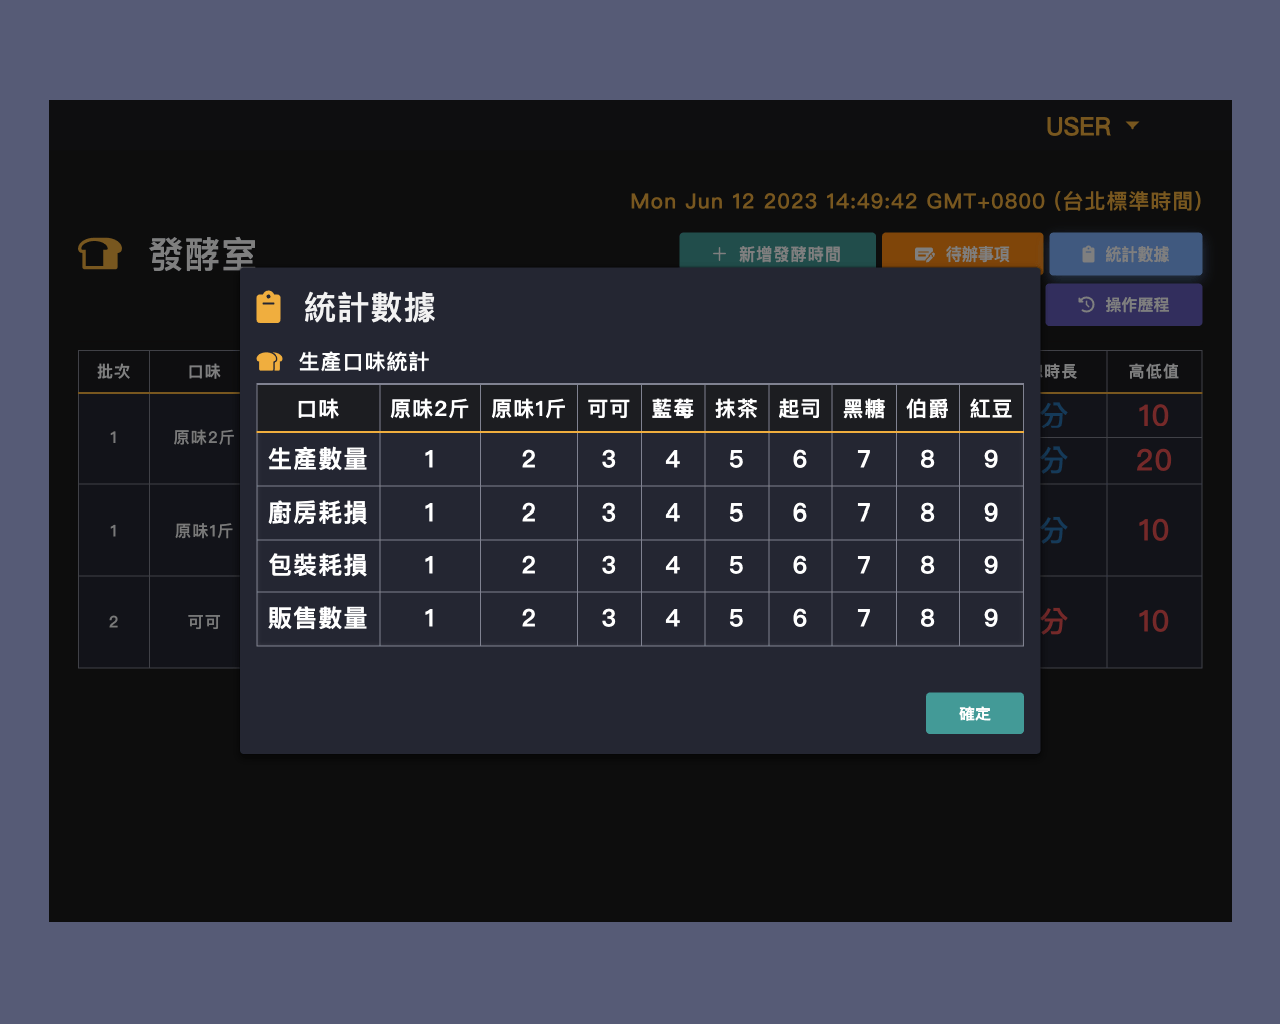 USER
Mon Jun 12 2023 14:49:42 GMT+0800 (台北標準時間)
發酵室
新增發酵時間 待辦事項 統計數據
操作歷程
統計數據
生產口味統計
口味 原味2斤 原味1斤 可可 藍莓 抹茶 起司 黑糖 伯爵 紅豆
生產數量 1 2 3 4 5 6 7 8 9
廚房耗損 1 2 3 4 5 6 7 8 9
包裝耗損 1 2 3 4 5 6 7 8 9
販售數量 1 2 3 4 5 6 7 8 9
確定
批次 口味 時長 高低值
1 原味2斤 分 10
分 20
1 原味1斤 分 10
2 可可 分 10